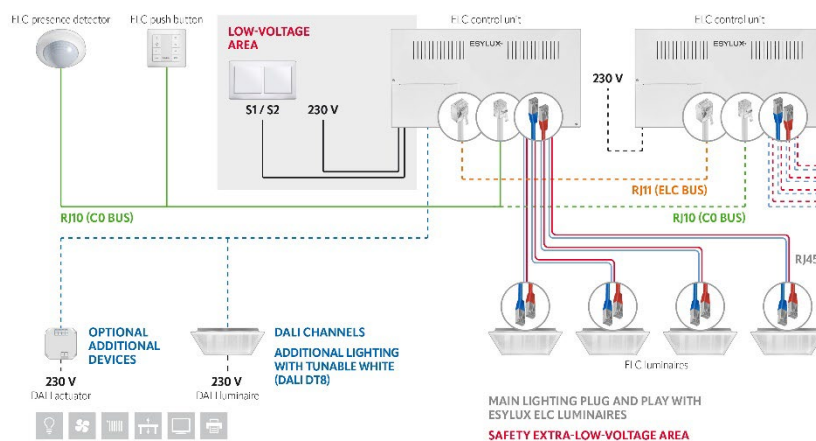 ELC presence detector
ELC push button
LOW-VOLTAGE
AREA
S1 / S2
230 V
ELC control unit
ESYLUX
230 V
ELC control unit
ESYLUX
RJ11 (ELC BUS)
RJ10 (C0 BUS)
RJ10 (C0 BUS)
RJ45
OPTIONAL
ADDITIONAL
DEVICES
230 V
DALI actuator
DALI CHANNELS
ADDITIONAL LIGHTING
WITH TUNABLE WHITE
(DALI DT8)
230 V
DALI luminaire
ELC luminaires
MAIN LIGHTING PLUG AND PLAY WITH
ESYLUX ELC LUMINAIRES
SAFETY EXTRA-LOW-VOLTAGE AREA